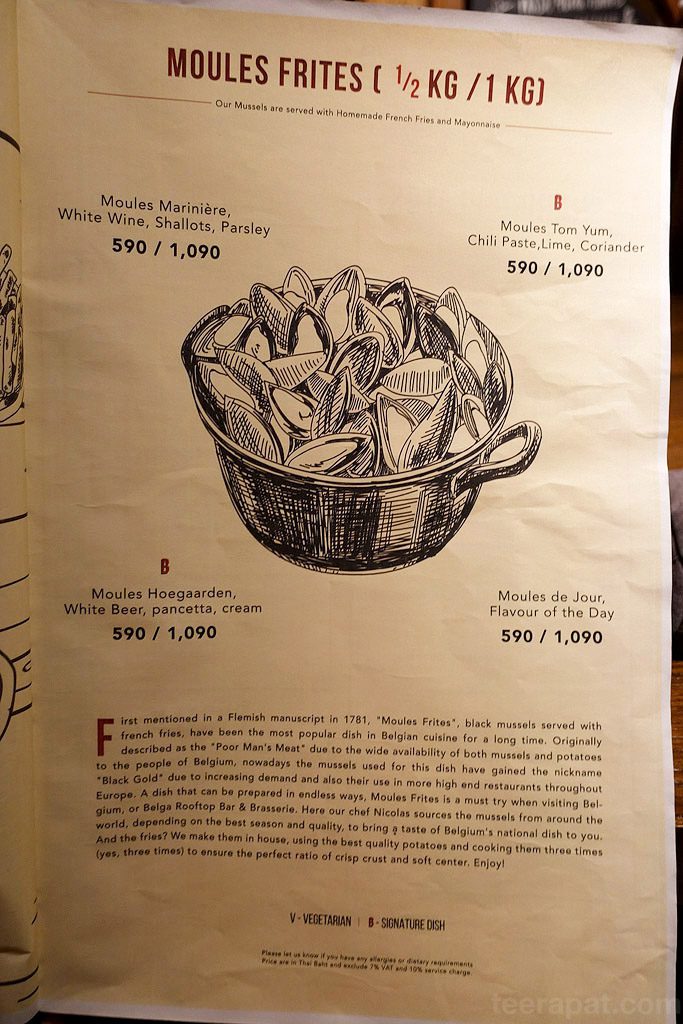 MOULES FRITES ( 1/2 KG / 1 KG)
Our Mussels are served with Homemade French Fries and Mayonnaise
Moules Marinière,
White Wine, Shallots, Parsley
590 / 1,090
B
Moules Tom Yum,
Chili Paste,Lime, Coriander
590 / 1,090
B
Moules Hoegaarden,
White Beer, pancetta, cream
590 / 1,090
Moules de Jour,
Flavour of the Day
590 / 1,090
First mentioned in a Flemish manuscript in 1781, "Moules Frites", black mussels served with
french fries, have been the most popular dish in Belgian cuisine for a long time. Originally
described as the "Poor Man's Meat" due to the wide availability of both mussels and potatoes
to the people of Belgium, nowadays the mussels used for this dish have gained the nickname
"Black Gold" due to increasing demand and also their use in more high end restaurants throughout
Europe. A dish that can be prepared in endless ways, Moules Frites is a must try when visiting Bel-
gium, or Belga Rooftop Bar & Brasserie. Here our chef Nicolas sources the mussels from around the
world, depending on the best season and quality, to bring a taste of Belgium's national dish to you.
And the fries? We make them in house, using the best quality potatoes and cooking them three times
(yes, three times) to ensure the perfect ratio of crisp crust and soft center. Enjoy!
V - VEGETARIAN | B - SIGNATURE DISH
Please let us know if you have any allergies or dietary requirements
Price are in Thai Baht and exclude 7% VAT and 10% service charge.
teerapat.com